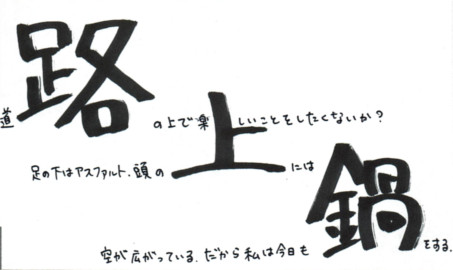 道路の上で楽しいことをしたくないか?
足の下はアスファルト、頭の上には
空が広がっている。だから私は今日も鍋をする。